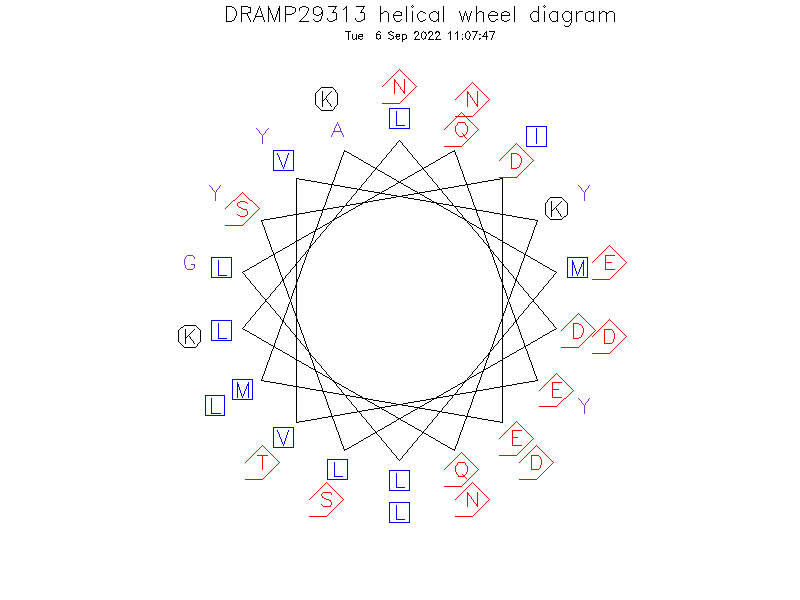 DRAMP29313 helical wheel diagram
Tue 6 Sep 2022 11:07:47
N
K N
L
A Q
Y I
V D
Y Y
S K
G L M E
K L D D
M E
L Y
V E
T D
L Q
L
S N
L